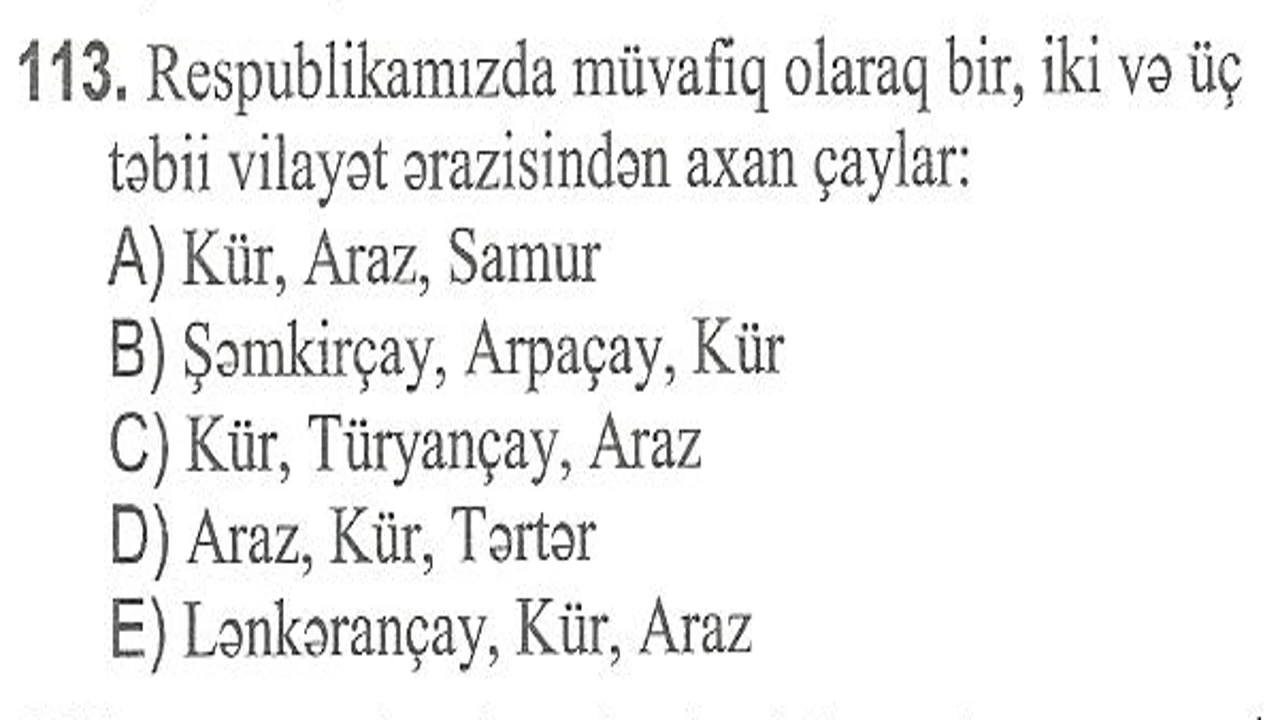 113. Respublikamızda müvafiq olaraq bir, iki və üç
təbii vilayət ərazisindən axan çaylar:
A) Kür, Araz, Samur
B) Şəmkirçay, Arpaçay, Kür
C) Kür, Türyançay, Araz
D) Araz, Kür, Tərtər
E) Lənkərançay, Kür, Araz